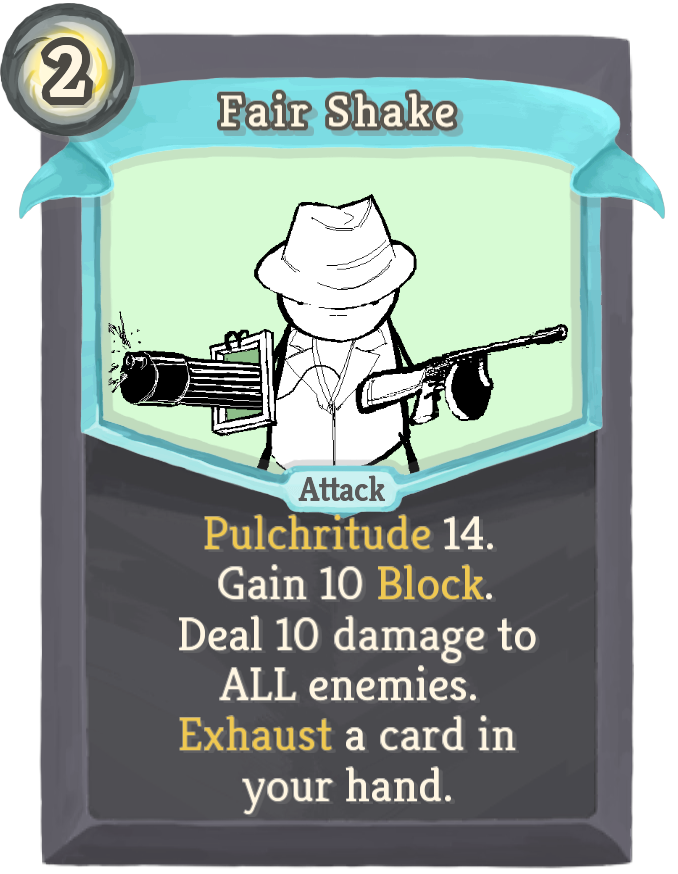 2
Fair Shake
Attack
Pulchritude 14.
Gain 10 Block.
Deal 10 damage to
ALL enemies.
Exhaust a card in
your hand.